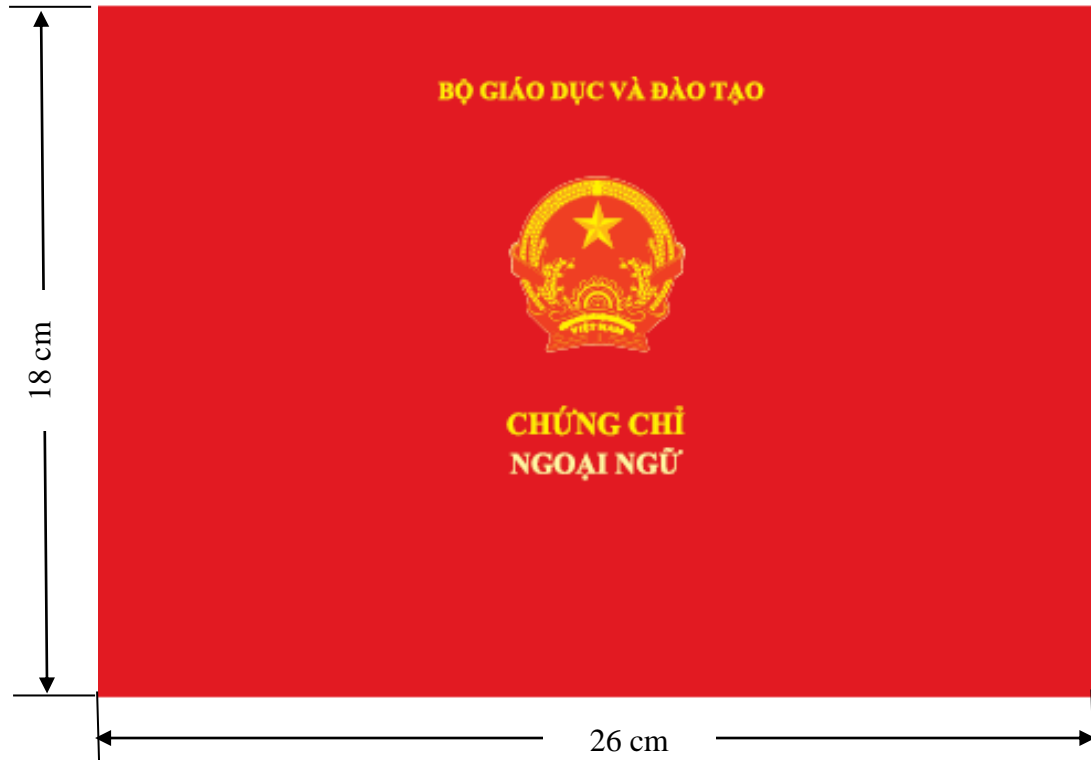 BỘ GIÁO DỤC VÀ ĐÀO TẠO
VIỆT NAM
CHỨNG CHỈ
NGOẠI NGỮ
18 cm
26 cm